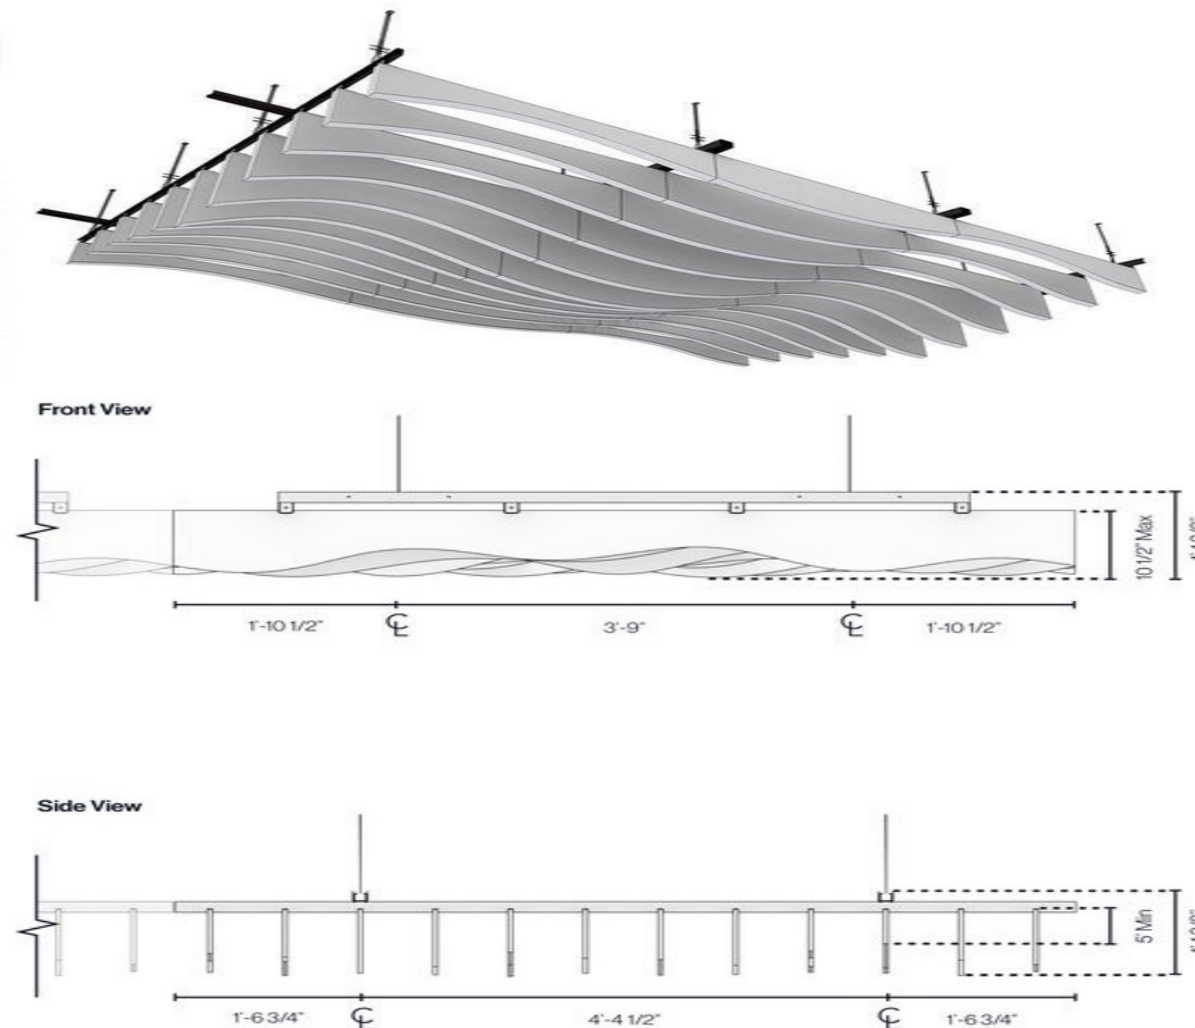 Front View
10 1/2" Max
1'-10 1/2"
℄
3'-9"
℄
1'-10 1/2"
Side View
5' Min
1'-6 3/4"
℄
4'-4 1/2"
℄
1'-6 3/4"